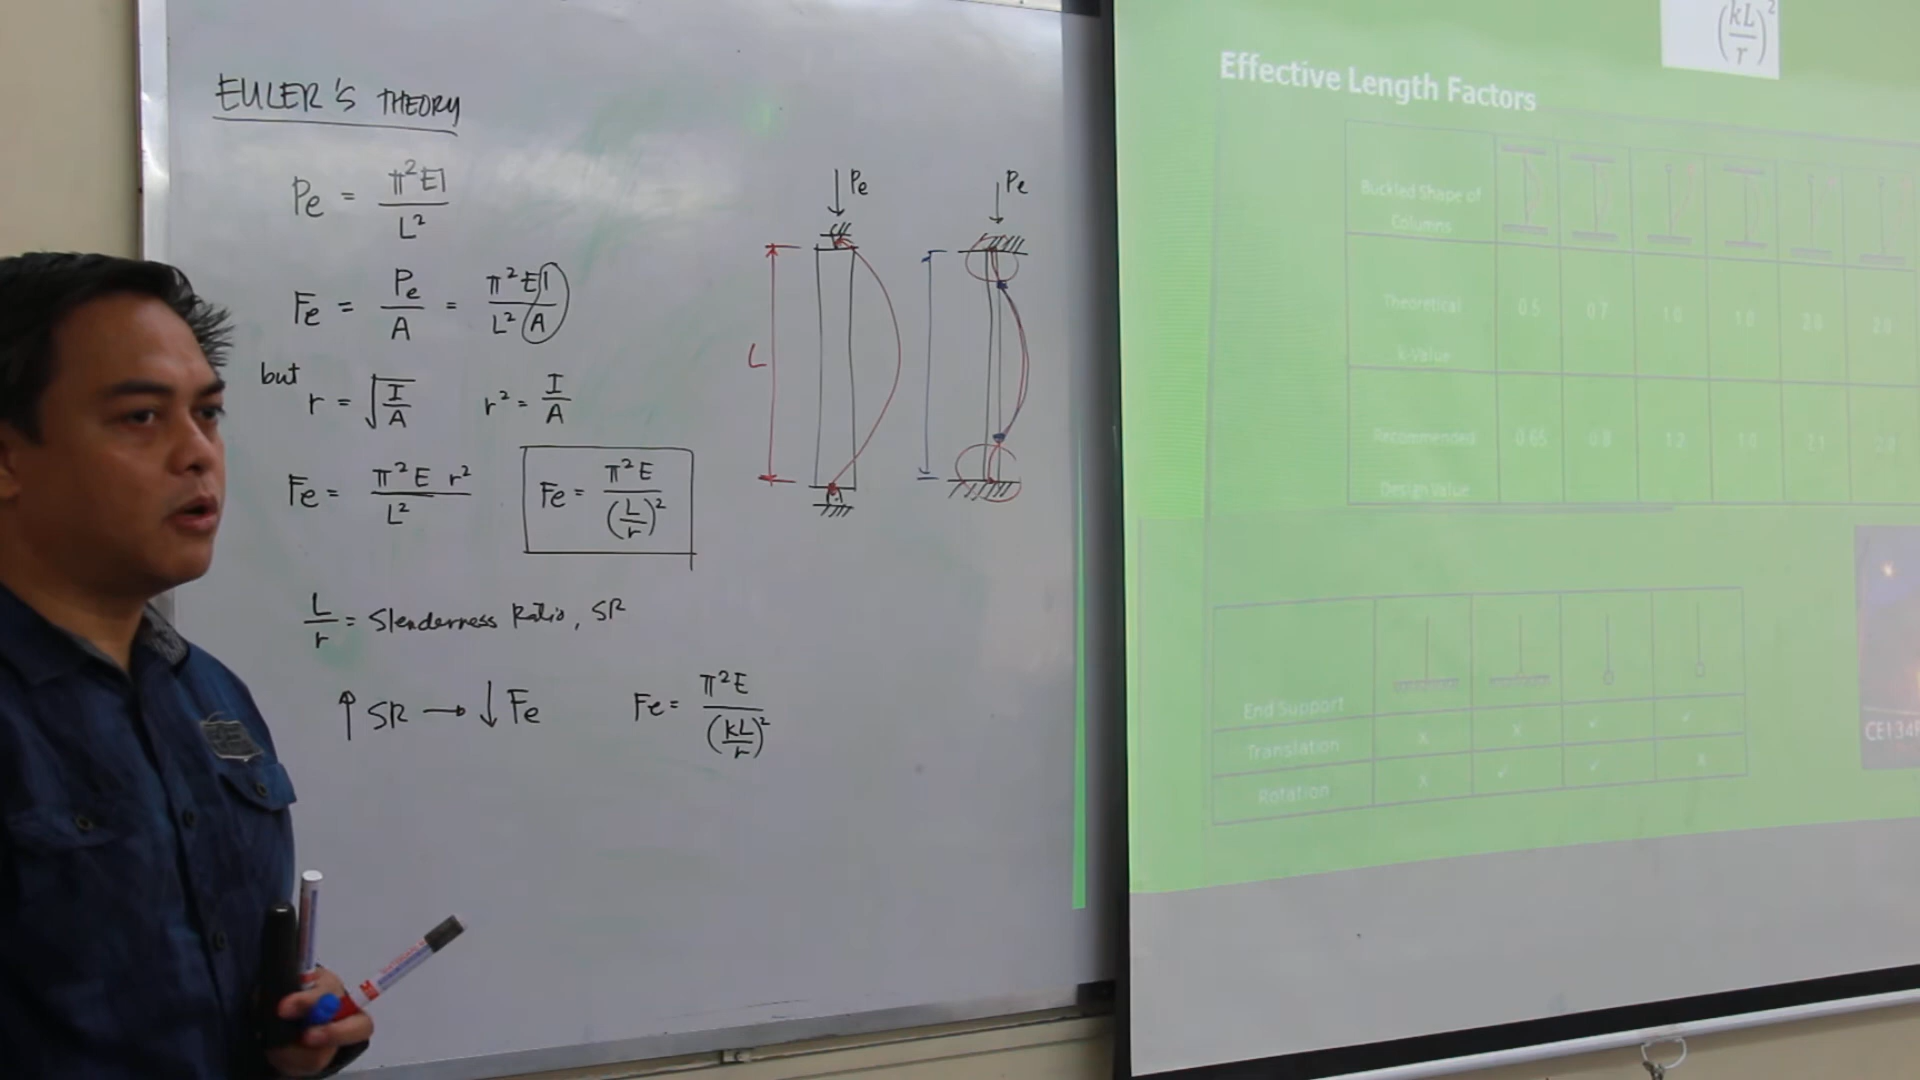 EULER'S THEORY
Pe = π²EI / L²
Fe = Pe / A = π²EI / L² A
but r = √(I/A) r² = I/A
Fe = π²E r² / L²
Fe = π²E / (L/r)²
L/r = Slenderness Ratio, SR
↑ SR → ↓ Fe
Fe = π²E / (kL/r)²
Pe
Pe
L
(kL/r)²
Effective Length Factors
Buckled Shape of Columns
Theoretical k-value 0.5 0.7 1.0 1.0 2.0 2.0
Recommended Design Value 0.65 0.8 1.2 1.0 2.1 2.0
End Support
Translation x x ✓ ✓
Rotation x ✓ ✓ x